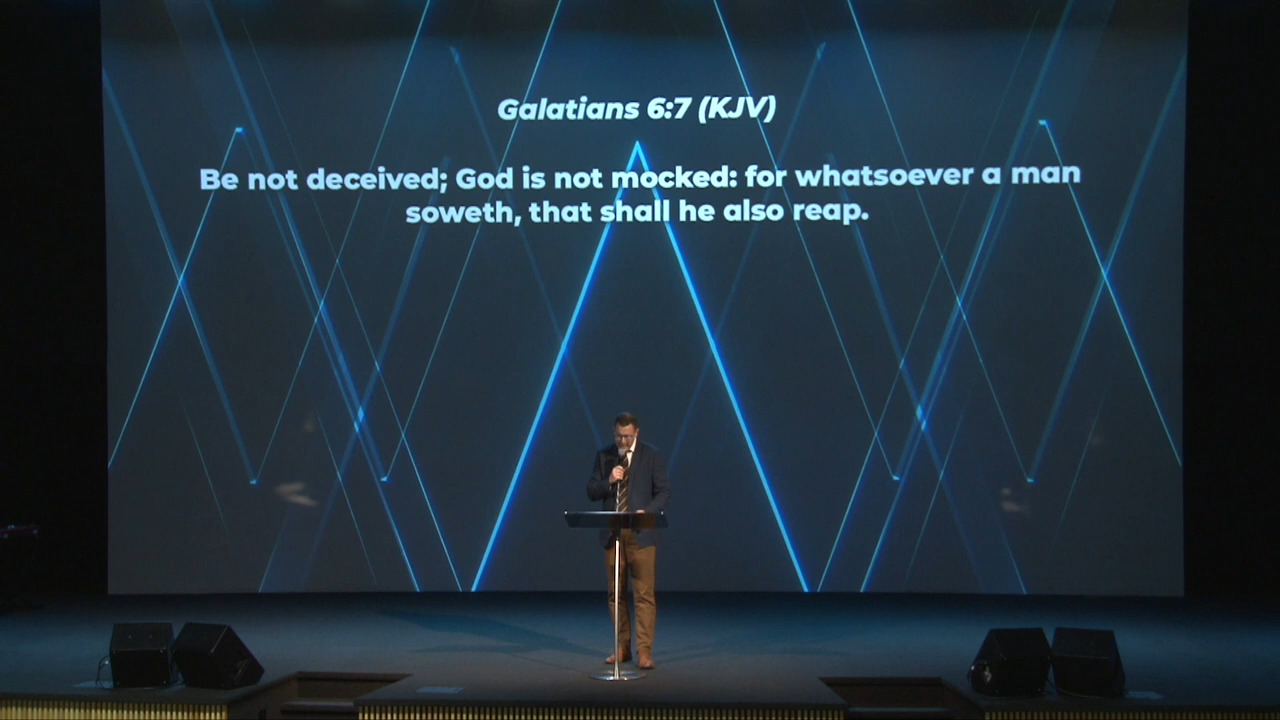 Galatians 6:7 (KJV)
Be not deceived; God is not mocked: for whatsoever a man
soweth, that shall he also reap.